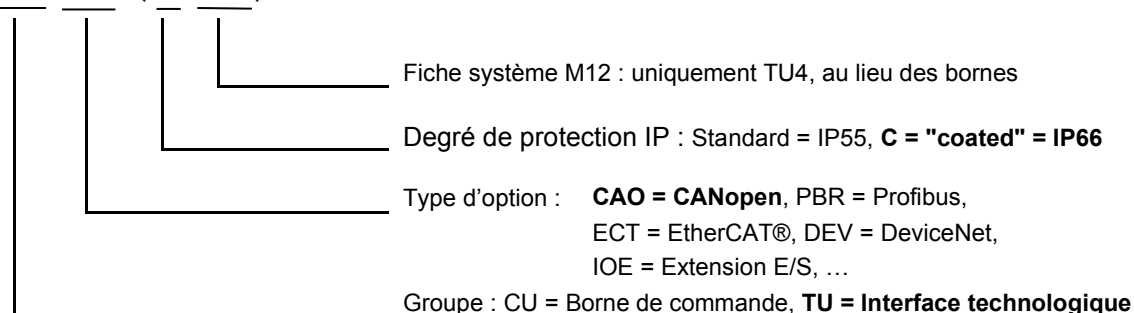 Fiche système M12 : uniquement TU4, au lieu des bornes
Degré de protection IP : Standard = IP55, C = "coated" = IP66
Type d’option : CAO = CANopen, PBR = Profibus,
ECT = EtherCAT®, DEV = DeviceNet,
IOE = Extension E/S, …
Groupe : CU = Borne de commande, TU = Interface technologique